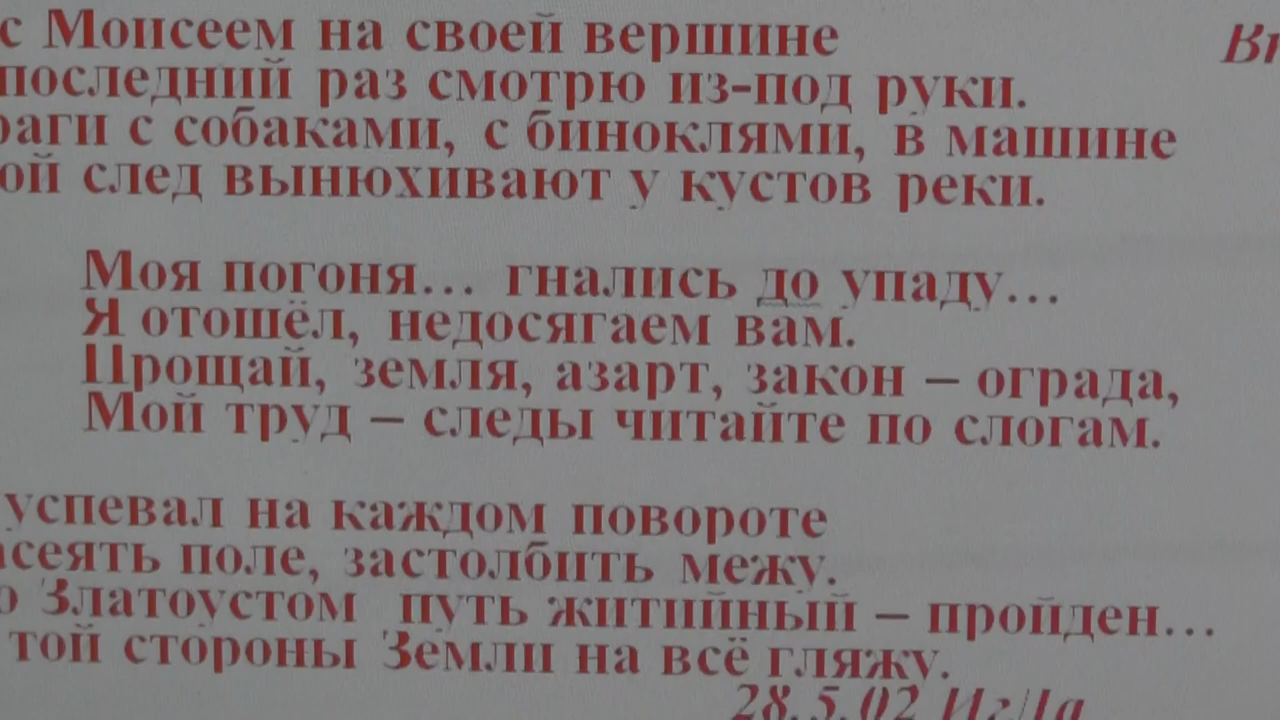 с Моисеем на своей вершине
последний раз смотрю из-под руки.
раги с собаками, с биноклями, в машине
ой след вынюхивают у кустов реки.
Моя погоня... гнались до упаду...
Я отошёл, недосягаем вам.
Прощай, земля, азарт, закон – ограда,
Мой труд – следы читайте по слогам.
успевал на каждом повороте
асеять поле, застолбить межу.
о Златоустом путь житийный – пройден...
той стороны Земли на всё гляжу.
28.5.02